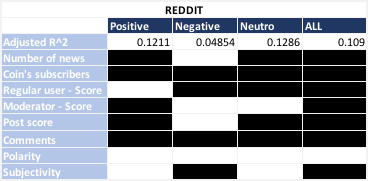 REDDIT
Positive Negative Neutro ALL
Adjusted R^2 0.1211 0.04854 0.1286 0.109
Number of news
Coin's subscribers
Regular user - Score
Moderator - Score
Post score
Comments
Polarity
Subjectivity